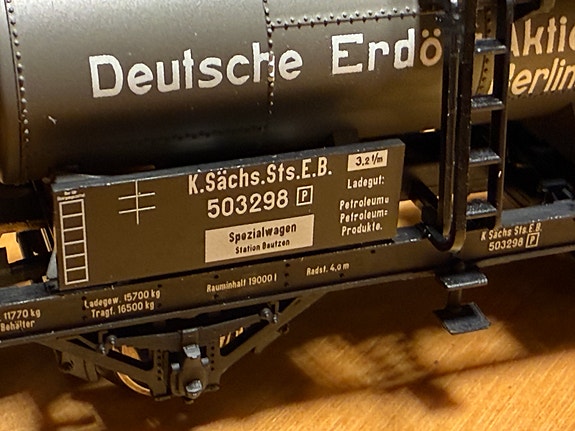 Deutsche Erdö
Aktie
Berlin
K.Sächs.Sts.E.B.
503298 P
Spezialwagen
Station Bautzen
3,2 t/m
Ladegut:
Petroleum u
Petroleum=
Produkte.
K Sächs Sts.E.B.
503298 P
11770 kg
Behälter
Ladegew. 15700 kg
Tragf. 16500 kg
Rauminhalt 19000 l
Radst. 4,0 m